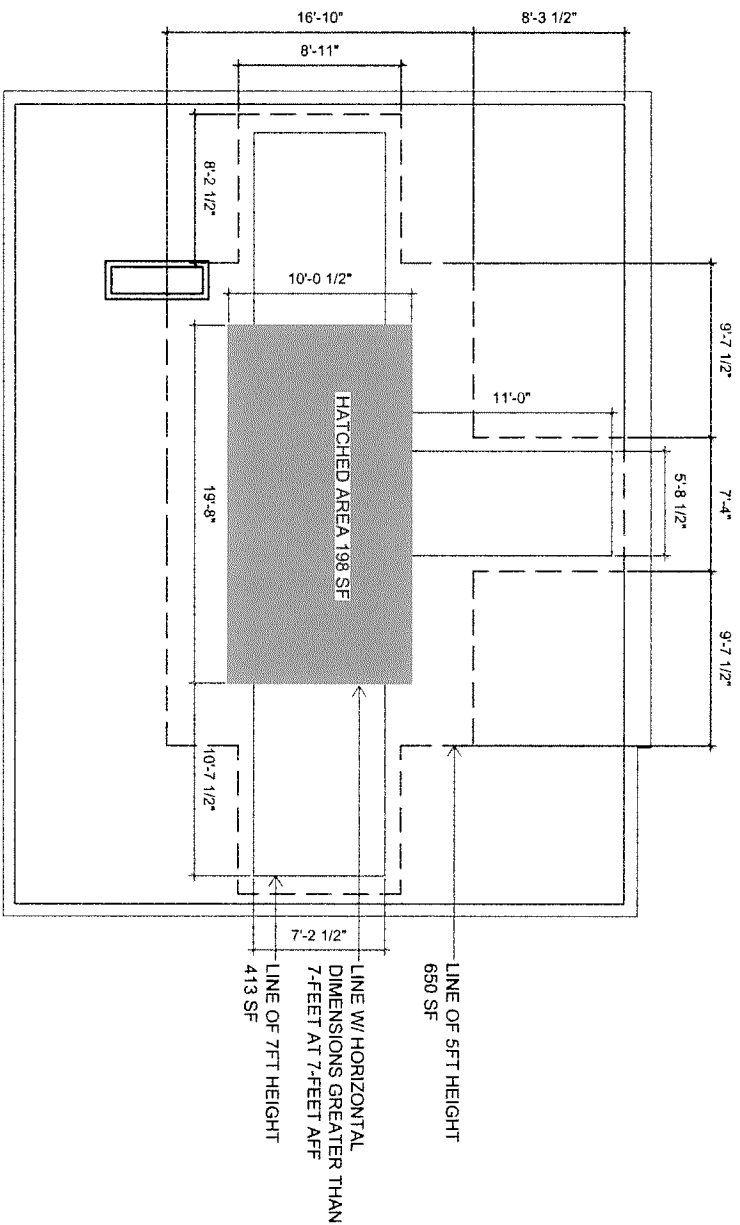 16'-10"
8'-3 1/2"
8'-11"
8'-2 1/2"
10'-0 1/2"
9'-7 1/2"
11'-0"
5'-8 1/2"
7'-4"
HATCHED AREA 198 SF
19'-8"
9'-7 1/2"
10'-7 1/2"
7'-2 1/2"
LINE OF 5FT HEIGHT
650 SF
LINE W/ HORIZONTAL
DIMENSIONS GREATER THAN
7-FEET AT 7-FEET AFF
LINE OF 7FT HEIGHT
413 SF